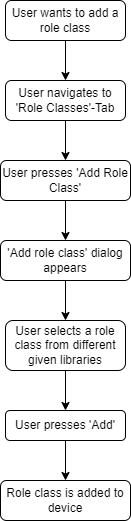 User wants to add a
role class
User navigates to
'Role Classes'-Tab
User presses 'Add Role
Class'
'Add role class' dialog
appears
User selects a role
class from different
given libraries
User presses 'Add'
Role class is added to
device